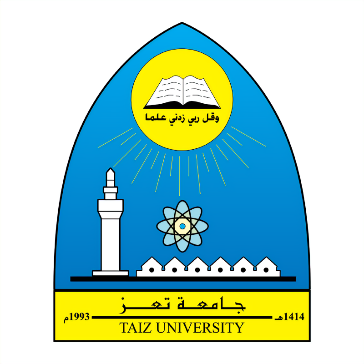 وقل ربي زدني علما
جامعة تعز
1993م 1414هـ
TAIZ UNIVERSITY